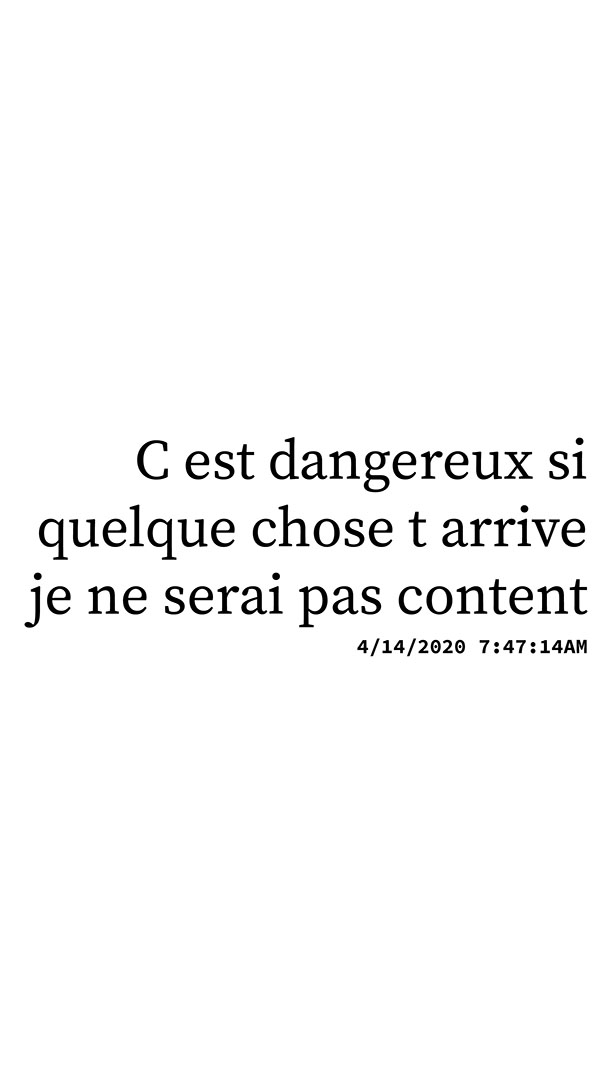 C est dangereux si
quelque chose t arrive
je ne serai pas content
4/14/2020 7:47:14AM